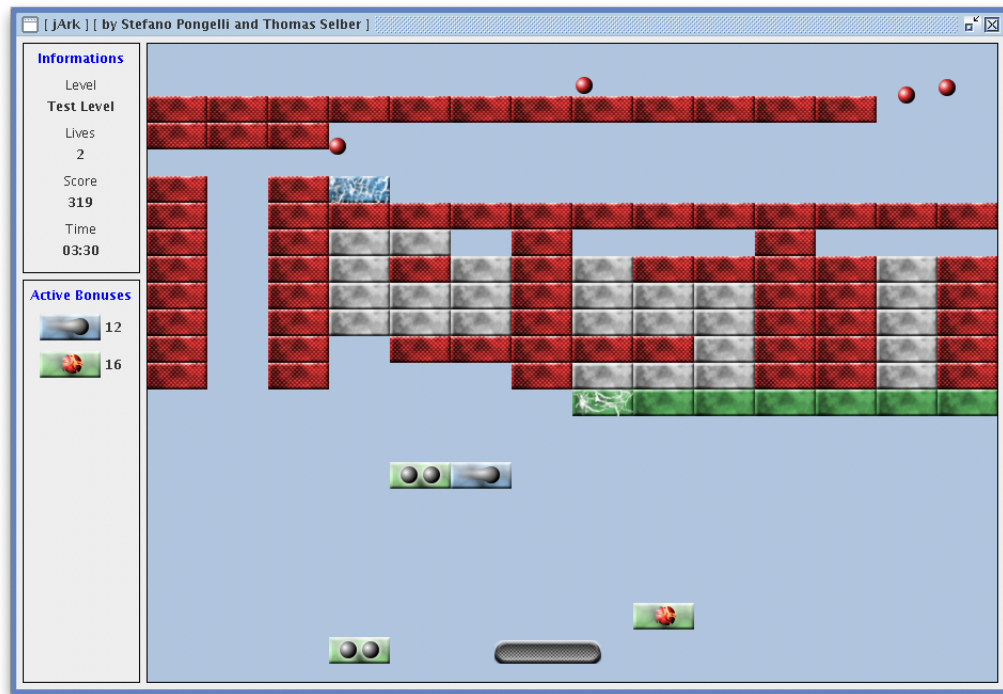 [ jArk ] [ by Stefano Pongelli and Thomas Selber ]
Informations
Level
Test Level
Lives
2
Score
319
Time
03:30
Active Bonuses
12
16